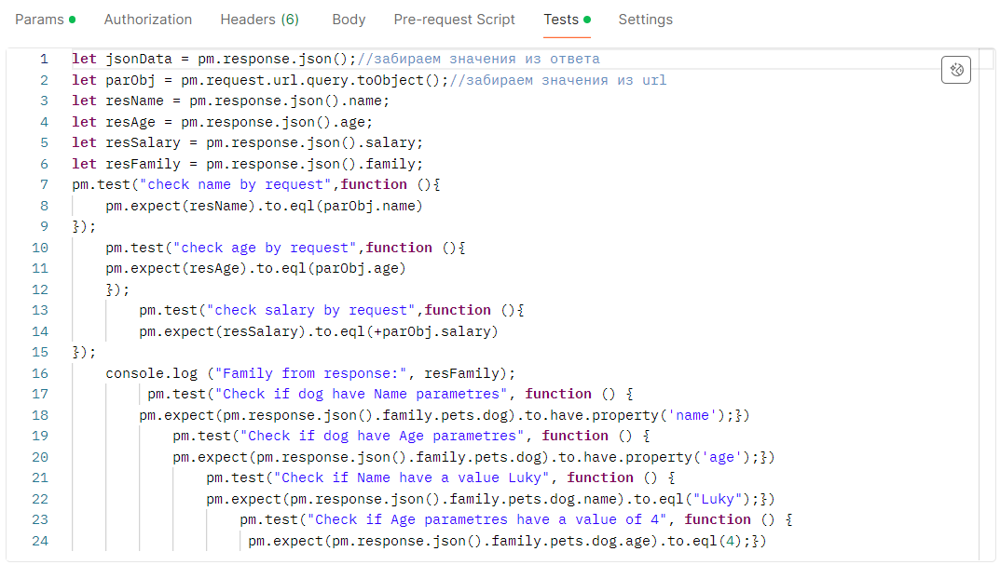 Params Authorization Headers (6) Body Pre-request Script Tests Settings
1 let jsonData = pm.response.json();//забираем значения из ответа
2 let parObj = pm.request.url.query.toObject();//забираем значения из url
3 let resName = pm.response.json().name;
4 let resAge = pm.response.json().age;
5 let resSalary = pm.response.json().salary;
6 let resFamily = pm.response.json().family;
7 pm.test("check name by request",function (){
8 pm.expect(resName).to.eql(parObj.name)
9 });
10 pm.test("check age by request",function (){
11 pm.expect(resAge).to.eql(parObj.age)
12 });
13 pm.test("check salary by request",function (){
14 pm.expect(resSalary).to.eql(+parObj.salary)
15 });
16 console.log ("Family from response:", resFamily);
17 pm.test("Check if dog have Name parametres", function () {
18 pm.expect(pm.response.json().family.pets.dog).to.have.property('name');})
19 pm.test("Check if dog have Age parametres", function () {
20 pm.expect(pm.response.json().family.pets.dog).to.have.property('age');})
21 pm.test("Check if Name have a value Luky", function () {
22 pm.expect(pm.response.json().family.pets.dog.name).to.eql("Luky");})
23 pm.test("Check if Age parametres have a value of 4", function () {
24 pm.expect(pm.response.json().family.pets.dog.age).to.eql(4);})